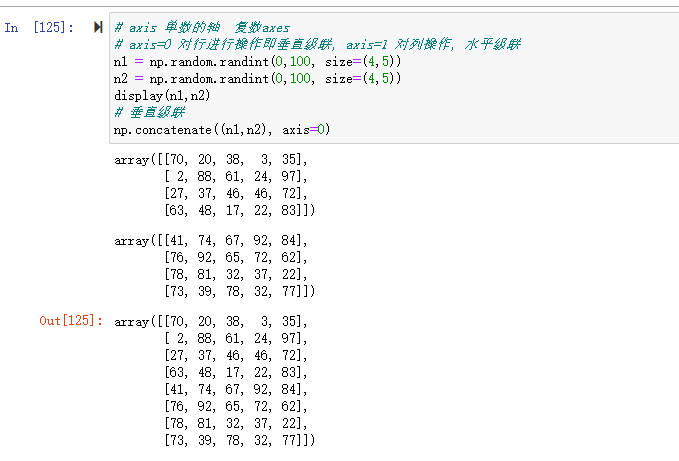 In [125]:
# axis 单数的轴  复数axes
# axis=0 对行进行操作即垂直级联, axis=1 对列操作, 水平级联
n1 = np.random.randint(0,100, size=(4,5))
n2 = np.random.randint(0,100, size=(4,5))
display(n1,n2)
# 垂直级联
np.concatenate((n1,n2), axis=0)
array([[70, 20, 38,  3, 35],
       [ 2, 88, 61, 24, 97],
       [27, 37, 46, 46, 72],
       [63, 48, 17, 22, 83]])
array([[41, 74, 67, 92, 84],
       [76, 92, 65, 72, 62],
       [78, 81, 32, 37, 22],
       [73, 39, 78, 32, 77]])
Out[125]: array([[70, 20, 38,  3, 35],
       [ 2, 88, 61, 24, 97],
       [27, 37, 46, 46, 72],
       [63, 48, 17, 22, 83],
       [41, 74, 67, 92, 84],
       [76, 92, 65, 72, 62],
       [78, 81, 32, 37, 22],
       [73, 39, 78, 32, 77]])